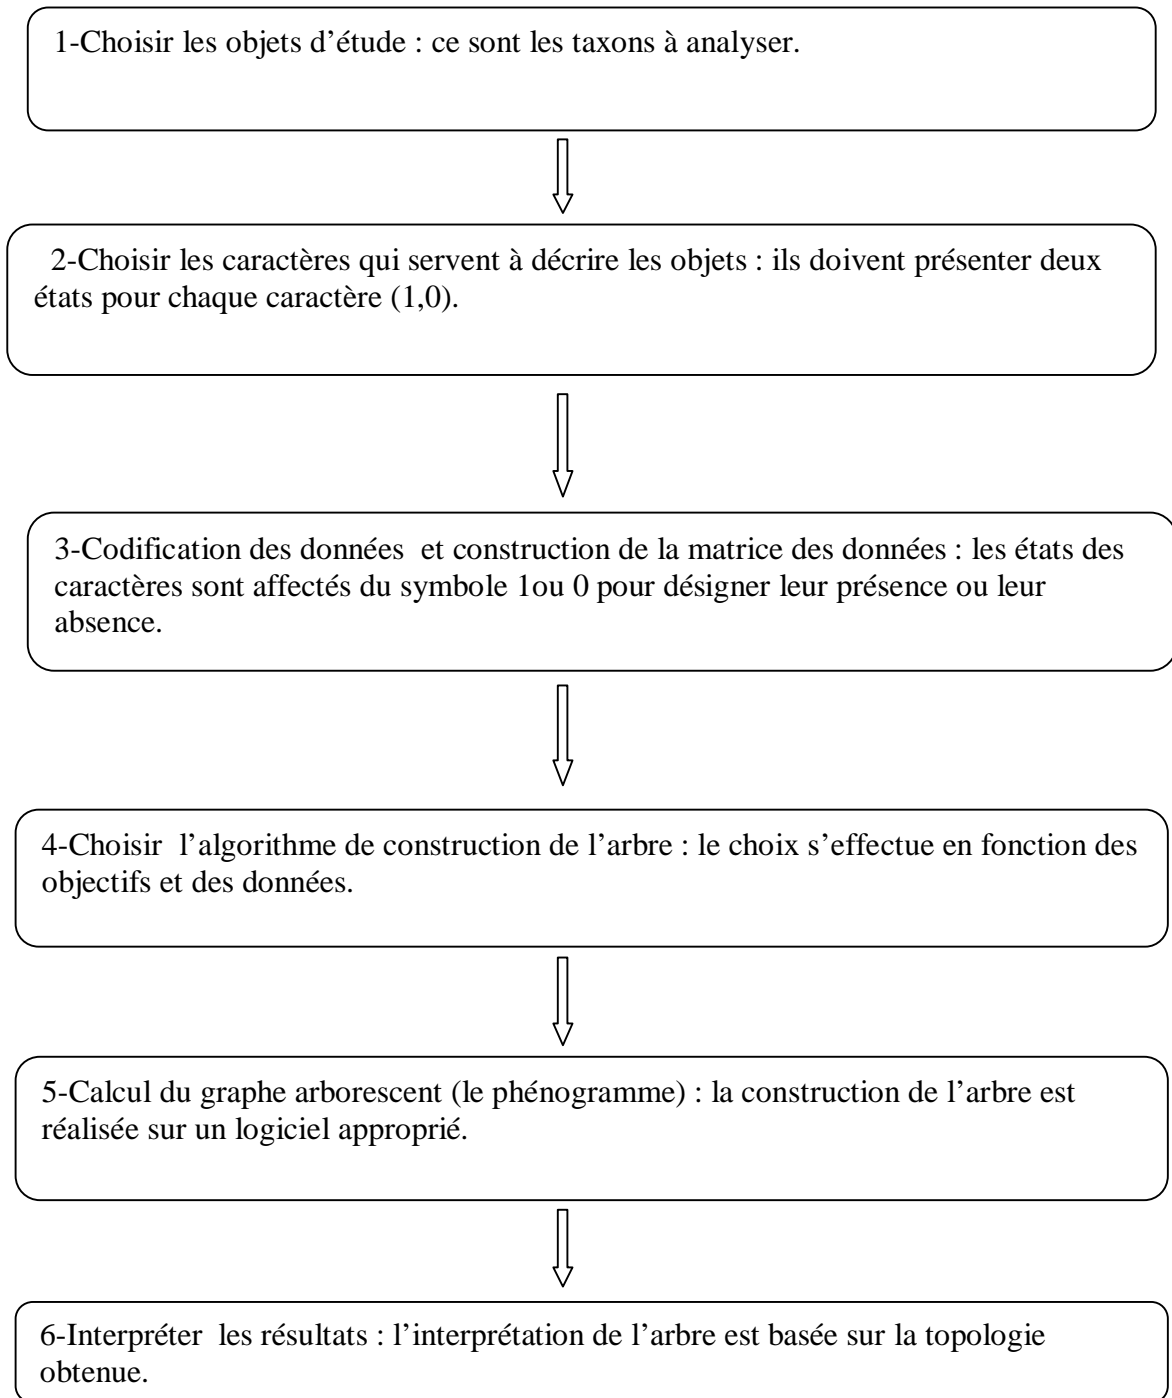 1-Choisir les objets d’étude : ce sont les taxons à analyser.
2-Choisir les caractères qui servent à décrire les objets : ils doivent présenter deux
états pour chaque caractère (1,0).
3-Codification des données  et construction de la matrice des données : les états des
caractères sont affectés du symbole 1ou 0 pour désigner leur présence ou leur
absence.
4-Choisir  l’algorithme de construction de l’arbre : le choix s’effectue en fonction des
objectifs et des données.
5-Calcul du graphe arborescent (le phénogramme) : la construction de l’arbre est
réalisée sur un logiciel approprié.
6-Interpréter  les résultats : l’interprétation de l’arbre est basée sur la topologie
obtenue.